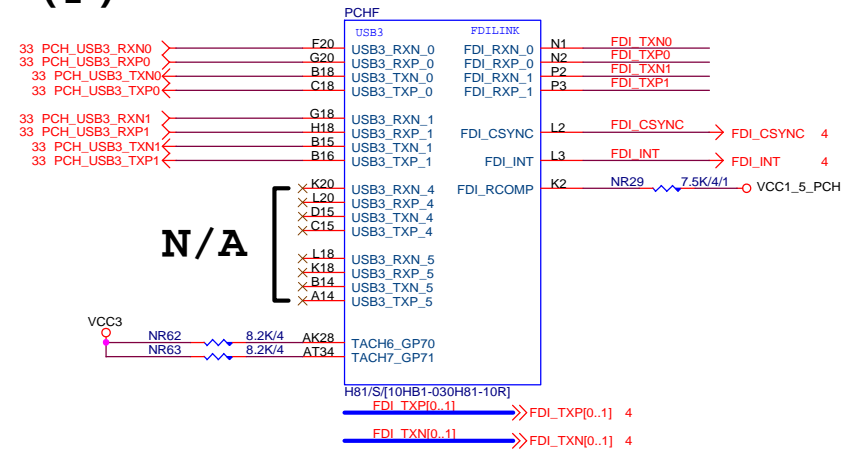 PCHF
USB3 FDILINK
33 PCH_USB3_RXN0 F20 USB3_RXN_0 FDI_RXN_0 N1 FDI_TXN0
33 PCH_USB3_RXP0 G20 USB3_RXP_0 FDI_RXP_0 N2 FDI_TXP0
33 PCH_USB3_TXN0 B18 USB3_TXN_0 FDI_RXN_1 P2 FDI_TXN1
33 PCH_USB3_TXP0 C18 USB3_TXP_0 FDI_RXP_1 P3 FDI_TXP1
33 PCH_USB3_RXN1 G18 USB3_RXN_1
33 PCH_USB3_RXP1 H18 USB3_RXP_1 FDI_CSYNC L2 FDI_CSYNC FDI_CSYNC 4
33 PCH_USB3_TXN1 B15 USB3_TXN_1
33 PCH_USB3_TXP1 B16 USB3_TXP_1 FDI_INT L3 FDI_INT FDI_INT 4
K20 USB3_RXN_4 FDI_RCOMP K2 NR29 7.5K/4/1 VCC1_5_PCH
L20 USB3_RXP_4
D15 USB3_TXN_4
C15 USB3_TXP_4
N/A
L18 USB3_RXN_5
K18 USB3_RXP_5
B14 USB3_TXN_5
A14 USB3_TXP_5
VCC3
NR62 8.2K/4 AK28 TACH6_GP70
NR63 8.2K/4 AT34 TACH7_GP71
H81/S/[10HB1-030H81-10R]
FDI_TXP[0..1] FDI_TXP[0..1] 4
FDI_TXN[0..1] FDI_TXN[0..1] 4